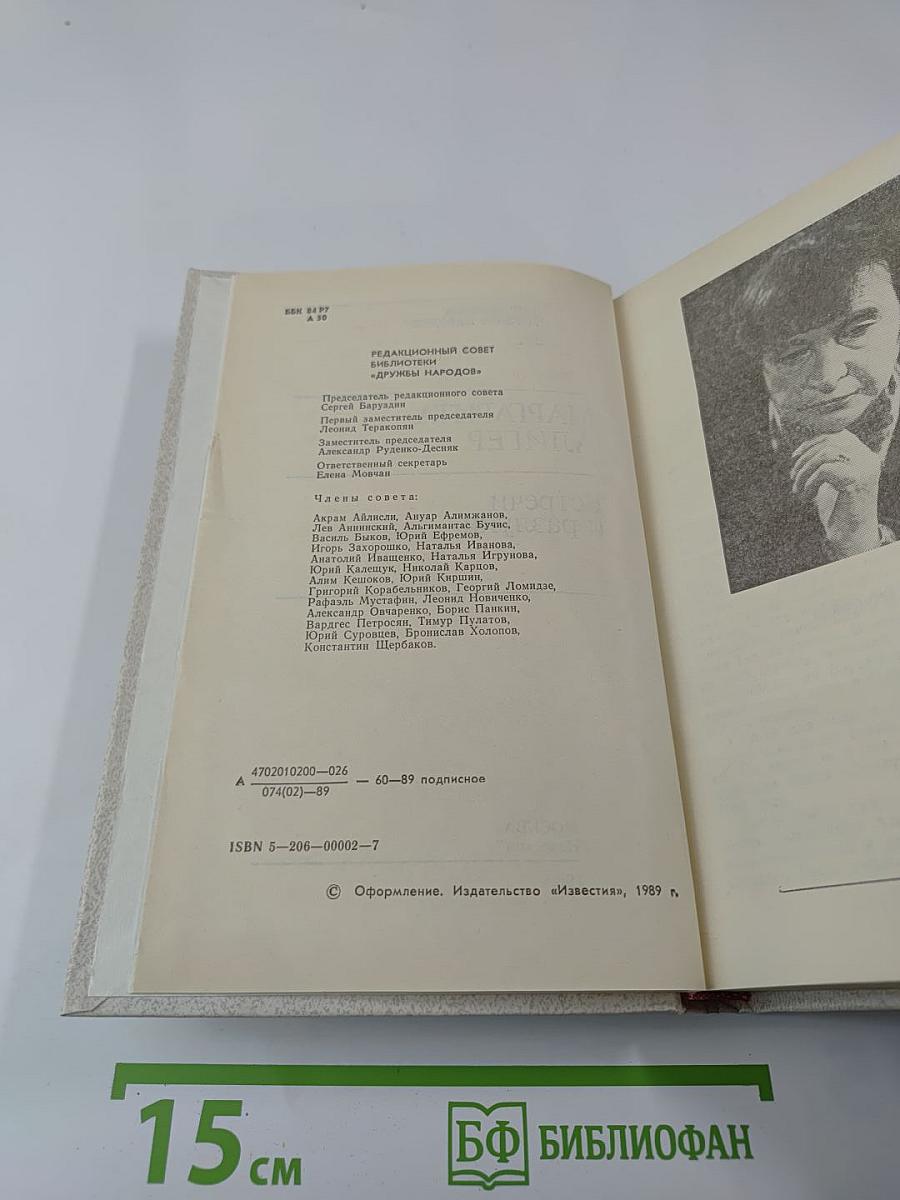 ББК 84 Р7
А 50
РЕДАКЦИОННЫЙ СОВЕТ
БИБЛИОТЕКИ
«ДРУЖБЫ НАРОДОВ»
Председатель редакционного совета
Сергей Баруздин
Первый заместитель председателя
Леонид Теракопян
Заместитель председателя
Александр Руденко-Десняк
Ответственный секретарь
Елена Мовчан
Члены совета:
Акрам Айлисли, Ануар Алимжанов,
Лев Аннинский, Альгимантас Бучис,
Василь Быков, Юрий Ефремов,
Игорь Захорошко, Наталья Иванова,
Анатолий Иващенко, Наталья Игрунова,
Юрий Калещук, Николай Карцов,
Алим Кешоков, Юрий Киршин,
Григорий Корабельников, Георгий Ломидзе,
Рафаэль Мустафин, Леонид Новиченко,
Александр Овчаренко, Борис Панкин,
Вардгес Петросян, Тимур Пулатов,
Юрий Суровцев, Бронислав Холопов,
Константин Щербаков.
А 4702010200—026 — 60—89 подписное
074(02)—89
ISBN 5—206—00002—7
© Оформление. Издательство «Известия», 1989 г.
15 см
БФ БИБЛИОФАН